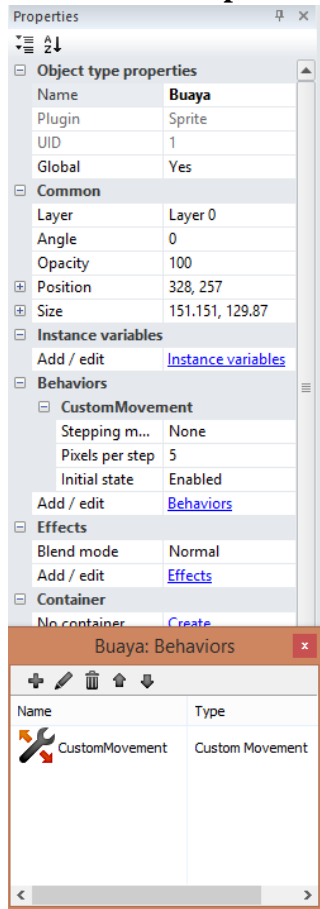 Properties
Object type properties
Name Buaya
Plugin Sprite
UID 1
Global Yes
Common
Layer Layer 0
Angle 0
Opacity 100
Position 328, 257
Size 151.151, 129.87
Instance variables
Add / edit Instance variables
Behaviors
CustomMovement
Stepping m... None
Pixels per step 5
Initial state Enabled
Add / edit Behaviors
Effects
Blend mode Normal
Add / edit Effects
Container
No container Create
Buaya: Behaviors
Name Type
CustomMovement Custom Movement